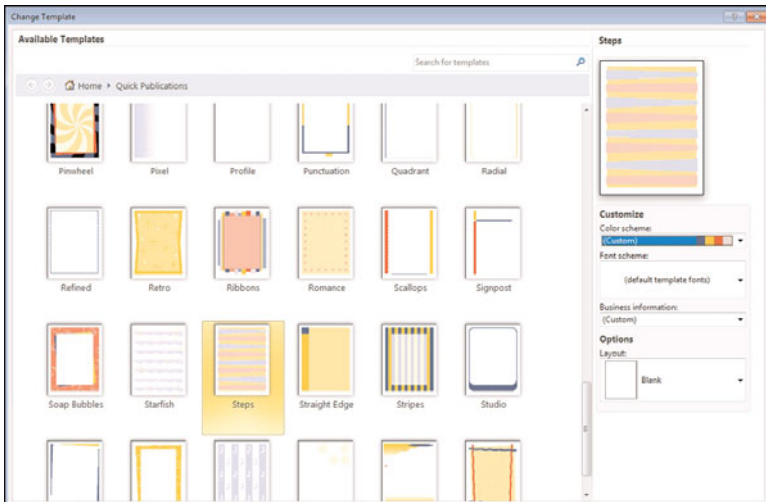 Change Template
Available Templates
Search for templates
Home ▸ Quick Publications
Pinwheel Pixel Profile Punctuation Quadrant Radial
Refined Retro Ribbons Romance Scallops Signpost
Soap Bubbles Starfish Steps Straight Edge Stripes Studio
Steps
Customize
Color scheme:
(Custom)
Font scheme:
(default template fonts)
Business information:
(Custom)
Options
Layout:
Blank